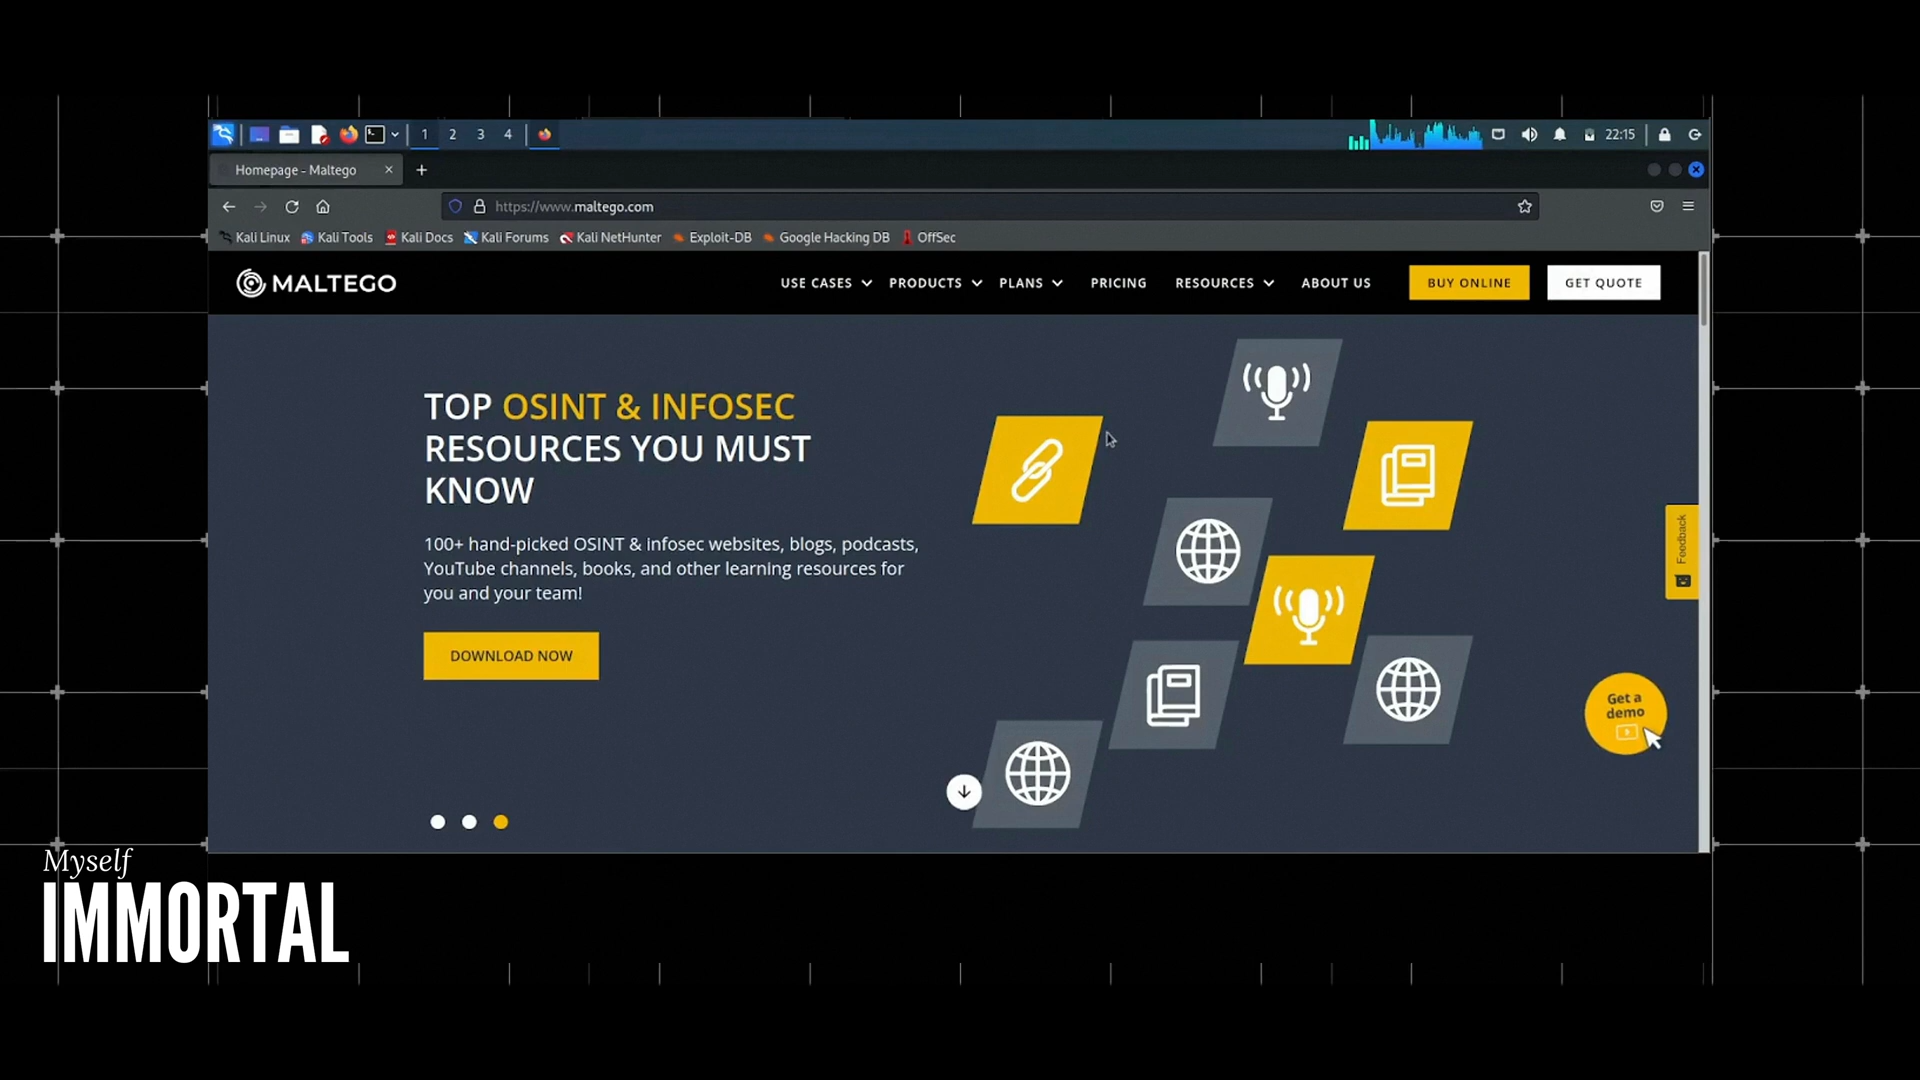 1 2 3 4
22:15
Homepage - Maltego
https://www.maltego.com
Kali Linux Kali Tools Kali Docs Kali Forums Kali NetHunter Exploit-DB Google Hacking DB OffSec
MALTEGO USE CASES PRODUCTS PLANS PRICING RESOURCES ABOUT US BUY ONLINE GET QUOTE
TOP OSINT & INFOSEC
RESOURCES YOU MUST
KNOW
100+ hand-picked OSINT & infosec websites, blogs, podcasts,
YouTube channels, books, and other learning resources for
you and your team!
DOWNLOAD NOW
Feedback
Get a
demo
Myself
IMMORTAL